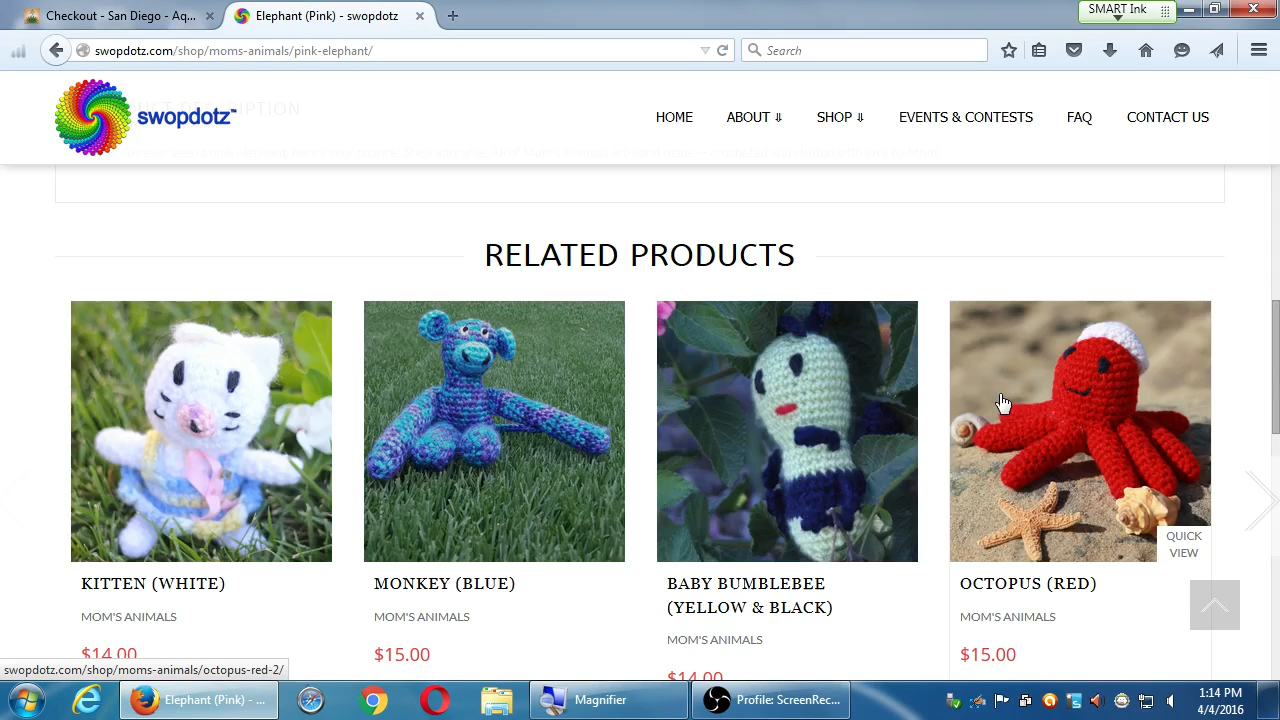 Checkout - San Diego - Aq...
Elephant (Pink) - swopdotz
SMART Ink
swopdotz.com/shop/moms-animals/pink-elephant/
Search
swopdotz™
HOME
ABOUT ⇓
SHOP ⇓
EVENTS & CONTESTS
FAQ
CONTACT US
RELATED PRODUCTS
QUICK
VIEW
KITTEN (WHITE)
MOM'S ANIMALS
$14.00
MONKEY (BLUE)
MOM'S ANIMALS
$15.00
BABY BUMBLEBEE
(YELLOW & BLACK)
MOM'S ANIMALS
$14.00
OCTOPUS (RED)
MOM'S ANIMALS
$15.00
swopdotz.com/shop/moms-animals/octopus-red-2/
Elephant (Pink) - ...
Magnifier
Profile: ScreenRec...
1:14 PM
4/4/2016